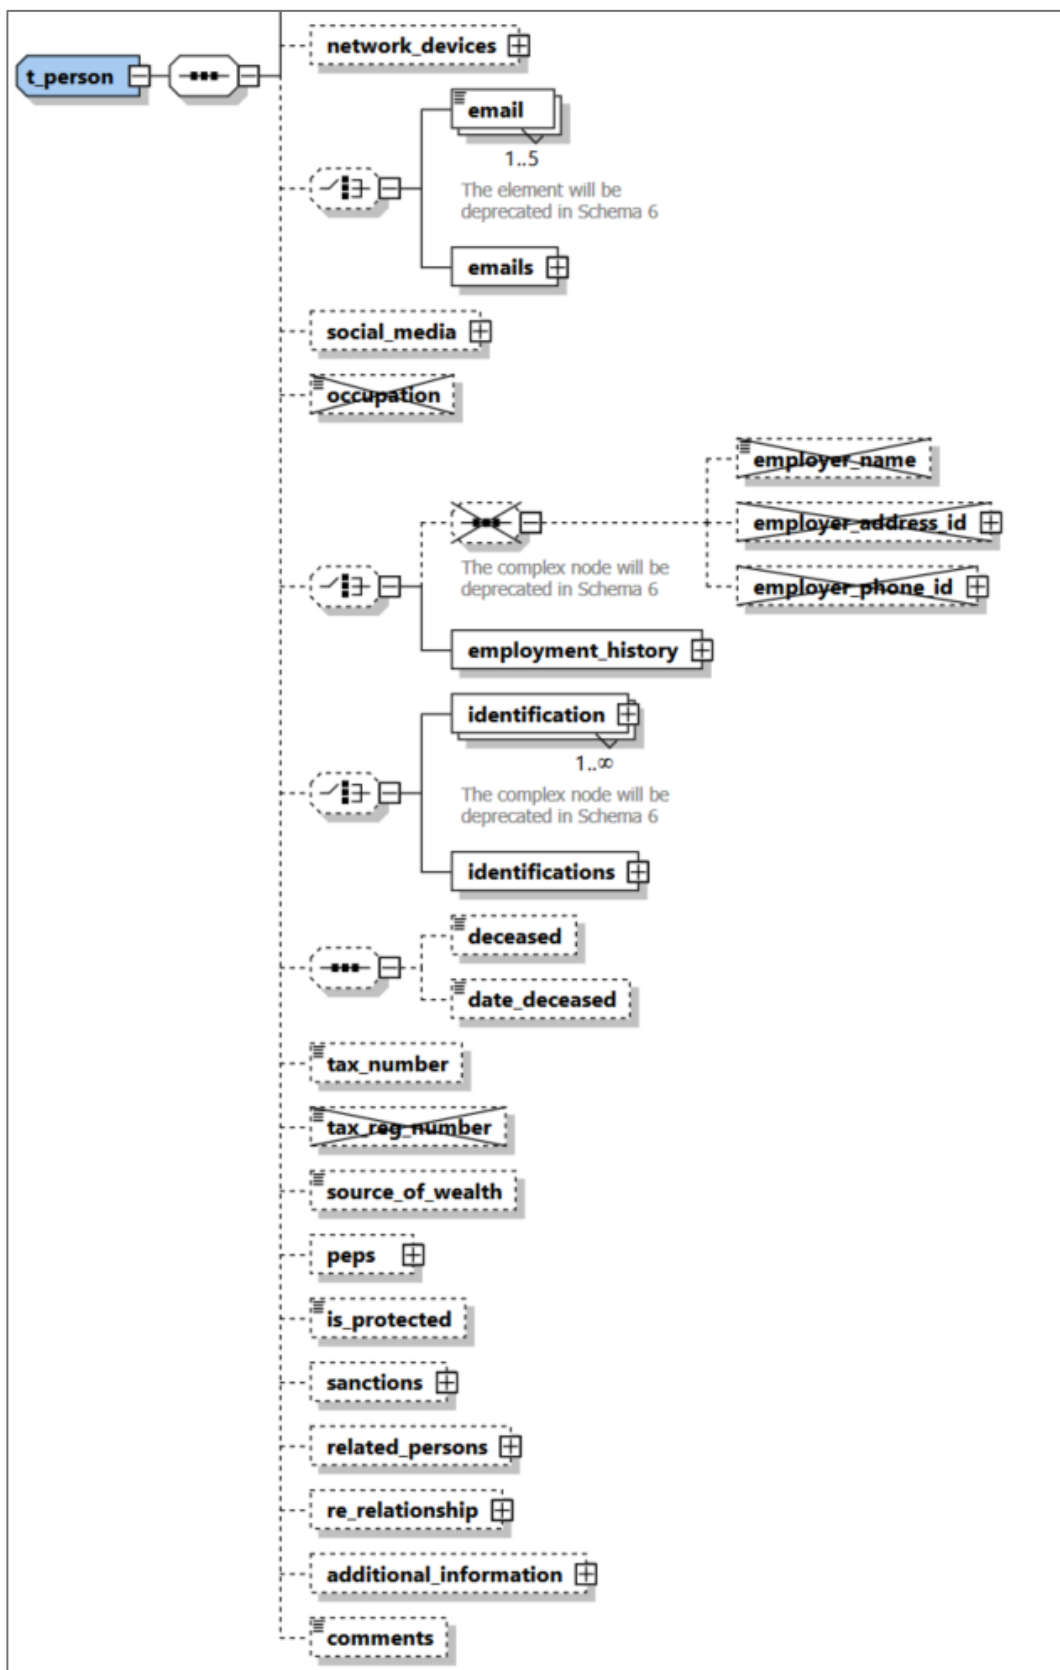 t_person
network_devices
email
1..5
The element will be
deprecated in Schema 6
emails
social_media
occupation
employer_name
employer_address_id
The complex node will be
deprecated in Schema 6
employer_phone_id
employment_history
identification
1..∞
The complex node will be
deprecated in Schema 6
identifications
deceased
date_deceased
tax_number
tax_reg_number
source_of_wealth
peps
is_protected
sanctions
related_persons
re_relationship
additional_information
comments